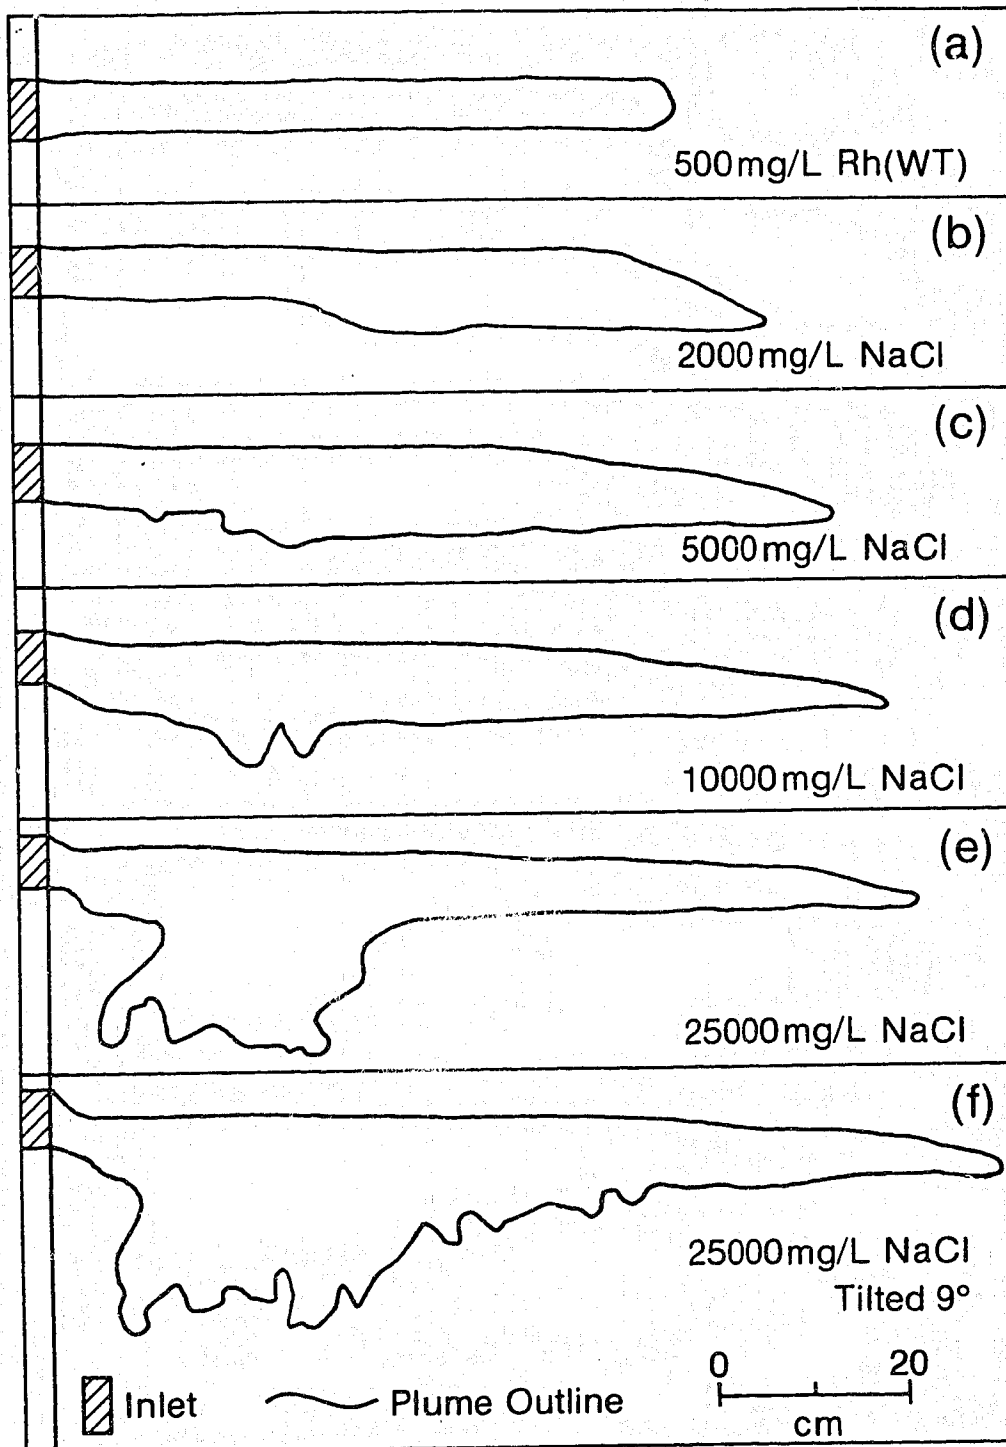 (a)
500mg/L Rh(WT)
(b)
2000mg/L NaCl
(c)
5000mg/L NaCl
(d)
10000mg/L NaCl
(e)
25000mg/L NaCl
(f)
25000mg/L NaCl
Tilted 9°
0 20
Inlet Plume Outline
cm